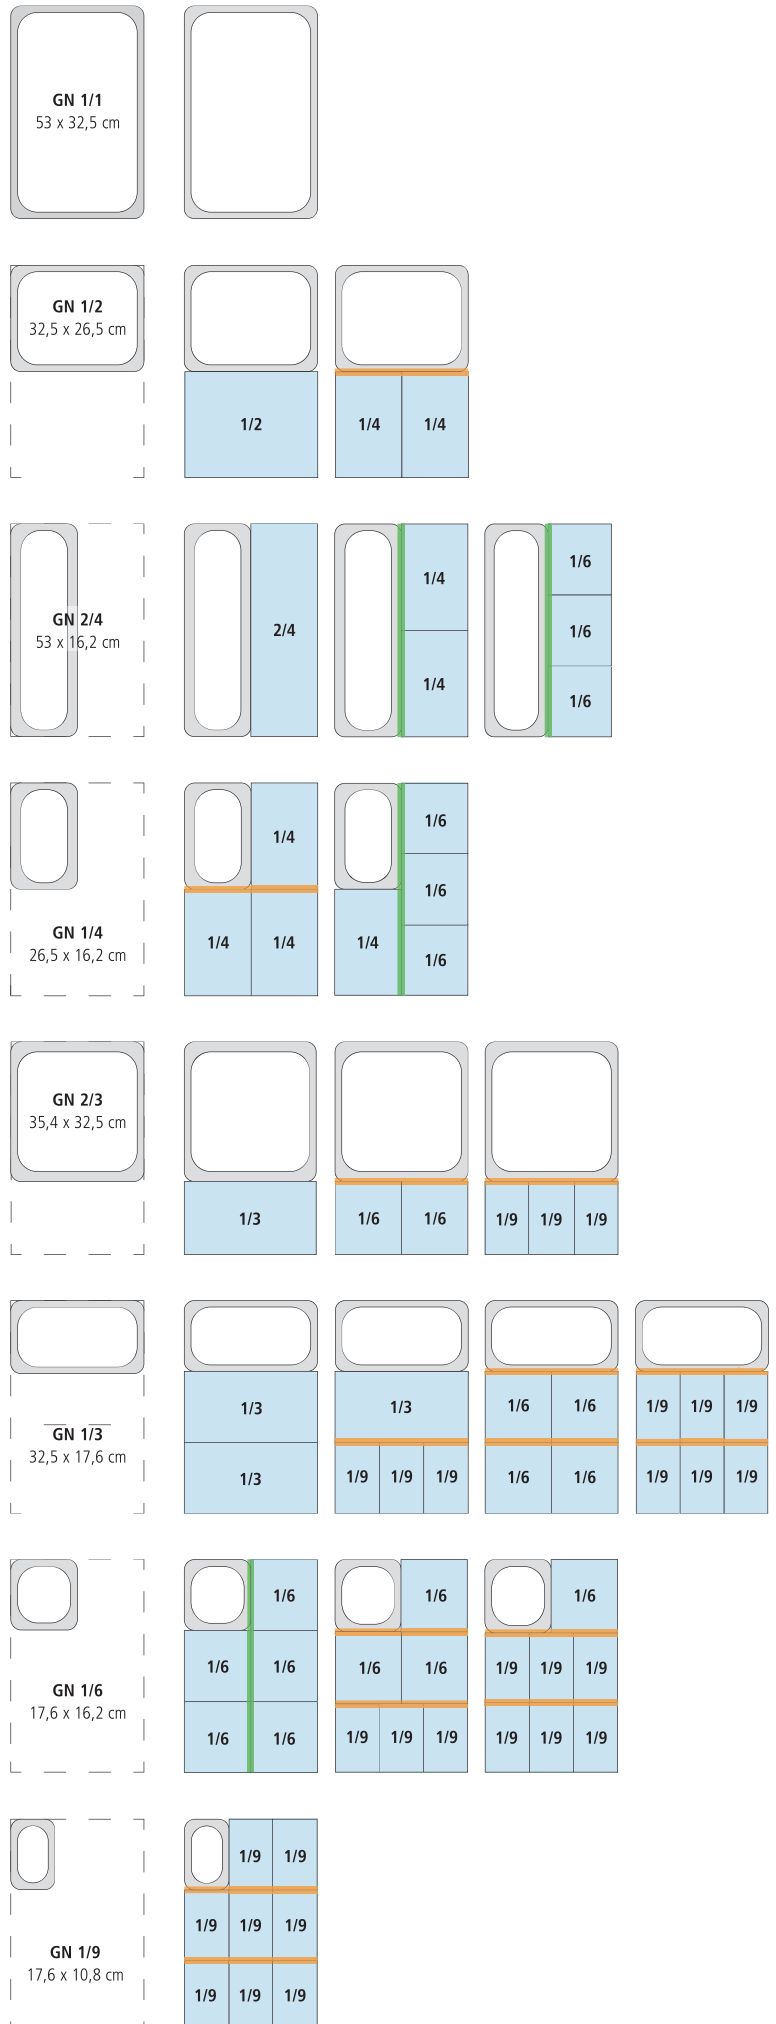 GN 1/1
53 x 32,5 cm
GN 1/2
32,5 x 26,5 cm
1/2
1/4 1/4
GN 2/4
53 x 16,2 cm
2/4
1/4
1/4
1/6
1/6
1/6
GN 1/4
26,5 x 16,2 cm
1/4
1/4 1/4
1/6
1/4 1/6
1/6
GN 2/3
35,4 x 32,5 cm
1/3
1/6 1/6
1/9 1/9 1/9
GN 1/3
32,5 x 17,6 cm
1/3
1/3
1/3
1/9 1/9 1/9
1/6 1/6
1/6 1/6
1/9 1/9 1/9
1/9 1/9 1/9
GN 1/6
17,6 x 16,2 cm
1/6
1/6 1/6
1/6 1/6
1/6
1/6 1/6
1/9 1/9 1/9
1/6
1/9 1/9 1/9
1/9 1/9 1/9
GN 1/9
17,6 x 10,8 cm
1/9 1/9
1/9 1/9 1/9
1/9 1/9 1/9